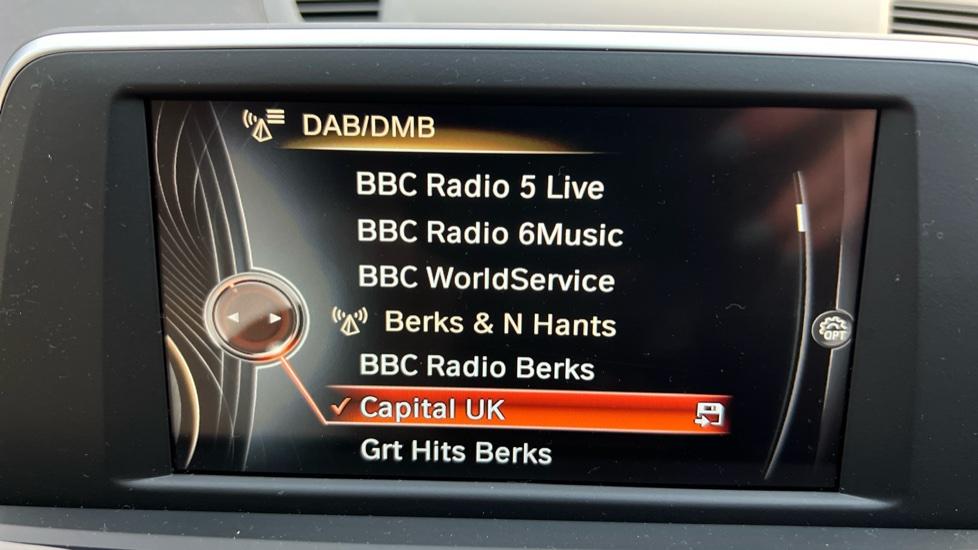 DAB/DMB
BBC Radio 5 Live
BBC Radio 6Music
BBC WorldService
Berks & N Hants
OPT
BBC Radio Berks
Capital UK
Grt Hits Berks